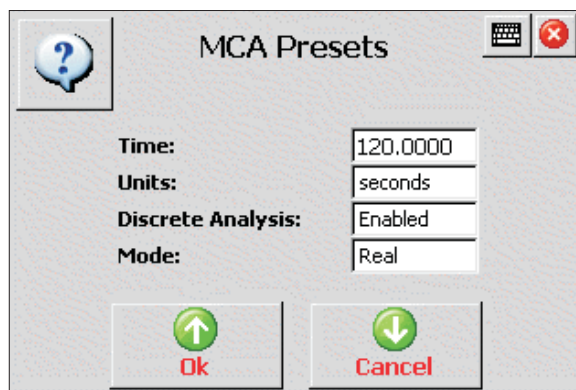 MCA Presets
Time: 120.0000
Units: seconds
Discrete Analysis: Enabled
Mode: Real
Ok Cancel